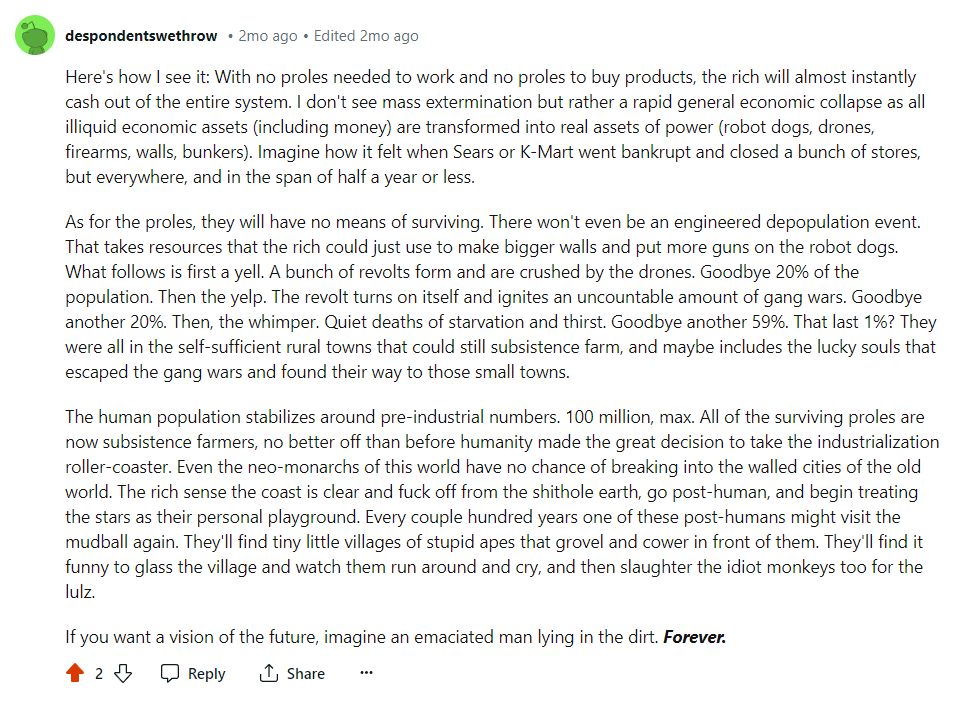 despondentswethrow • 2mo ago • Edited 2mo ago
Here's how I see it: With no proles needed to work and no proles to buy products, the rich will almost instantly
cash out of the entire system. I don't see mass extermination but rather a rapid general economic collapse as all
illiquid economic assets (including money) are transformed into real assets of power (robot dogs, drones,
firearms, walls, bunkers). Imagine how it felt when Sears or K-Mart went bankrupt and closed a bunch of stores,
but everywhere, and in the span of half a year or less.
As for the proles, they will have no means of surviving. There won't even be an engineered depopulation event.
That takes resources that the rich could just use to make bigger walls and put more guns on the robot dogs.
What follows is first a yell. A bunch of revolts form and are crushed by the drones. Goodbye 20% of the
population. Then the yelp. The revolt turns on itself and ignites an uncountable amount of gang wars. Goodbye
another 20%. Then, the whimper. Quiet deaths of starvation and thirst. Goodbye another 59%. That last 1%? They
were all in the self-sufficient rural towns that could still subsistence farm, and maybe includes the lucky souls that
escaped the gang wars and found their way to those small towns.
The human population stabilizes around pre-industrial numbers. 100 million, max. All of the surviving proles are
now subsistence farmers, no better off than before humanity made the great decision to take the industrialization
roller-coaster. Even the neo-monarchs of this world have no chance of breaking into the walled cities of the old
world. The rich sense the coast is clear and fuck off from the shithole earth, go post-human, and begin treating
the stars as their personal playground. Every couple hundred years one of these post-humans might visit the
mudball again. They'll find tiny little villages of stupid apes that grovel and cower in front of them. They'll find it
funny to glass the village and watch them run around and cry, and then slaughter the idiot monkeys too for the
lulz.
If you want a vision of the future, imagine an emaciated man lying in the dirt. Forever.
2 Reply Share ···